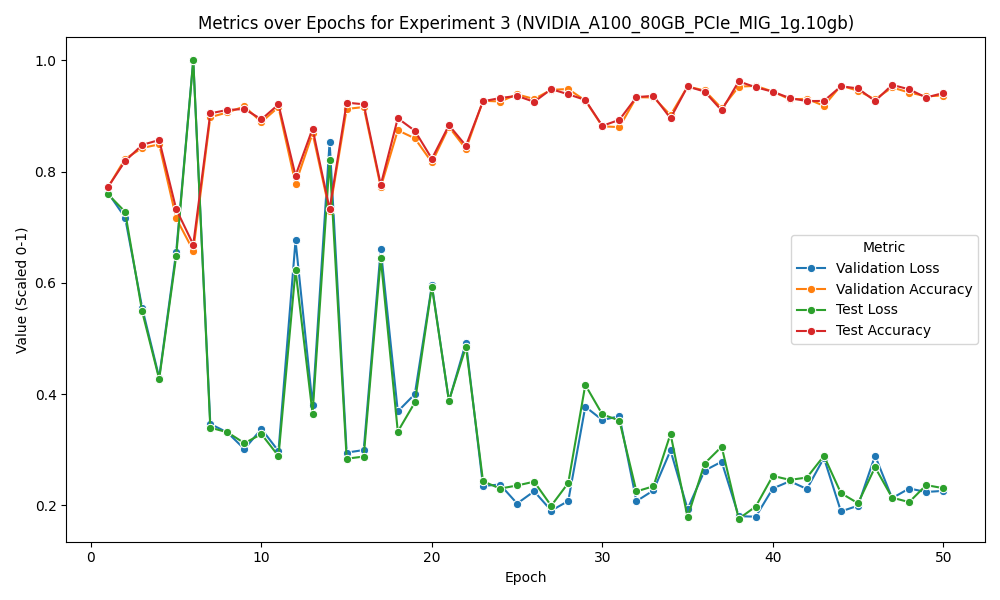 Metrics over Epochs for Experiment 3 (NVIDIA_A100_80GB_PCIe_MIG_1g.10gb)
Value (Scaled 0-1)
1.0
0.8
0.6
0.4
0.2
Metric
Validation Loss
Validation Accuracy
Test Loss
Test Accuracy
0 10 20 30 40 50
Epoch